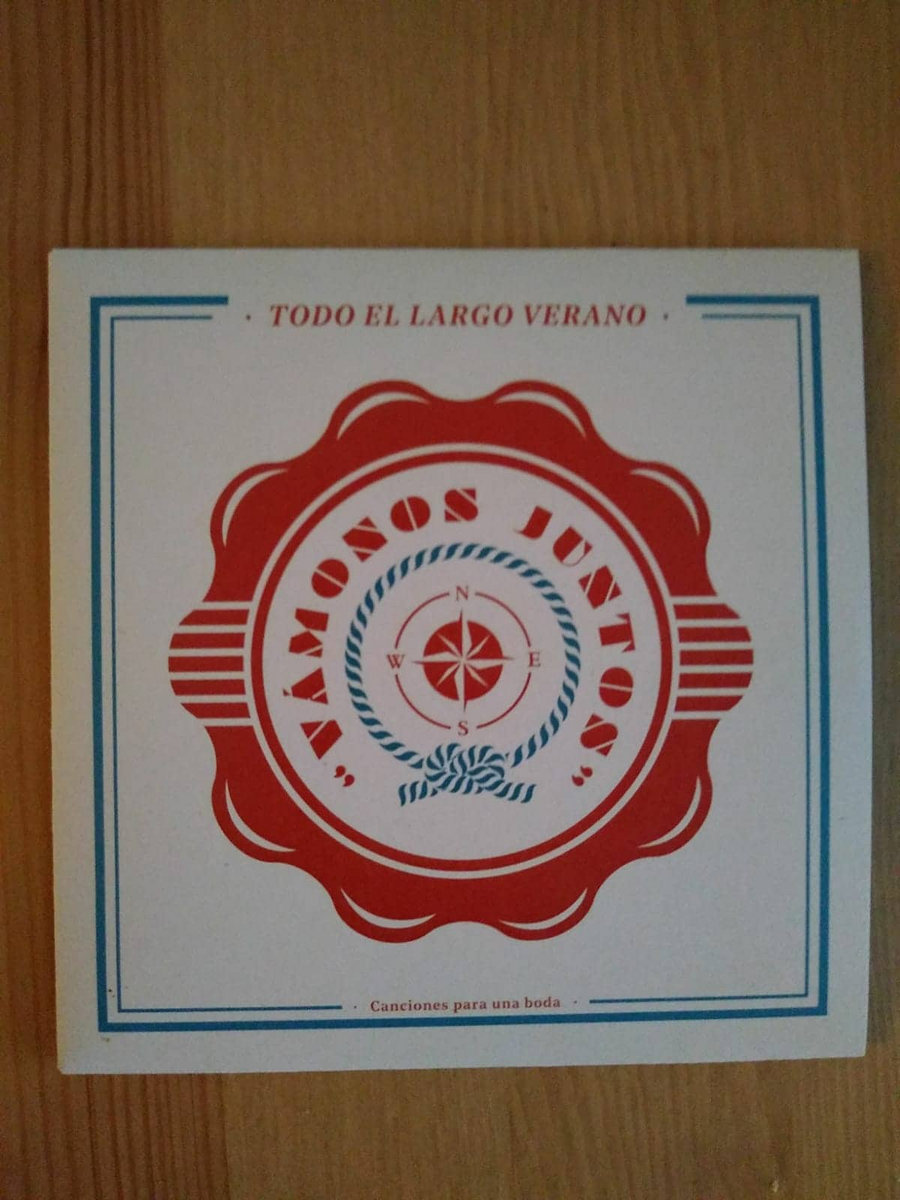 · TODO EL LARGO VERANO ·
"VÁMONOS JUNTOS"
N
W E
S
· Canciones para una boda ·